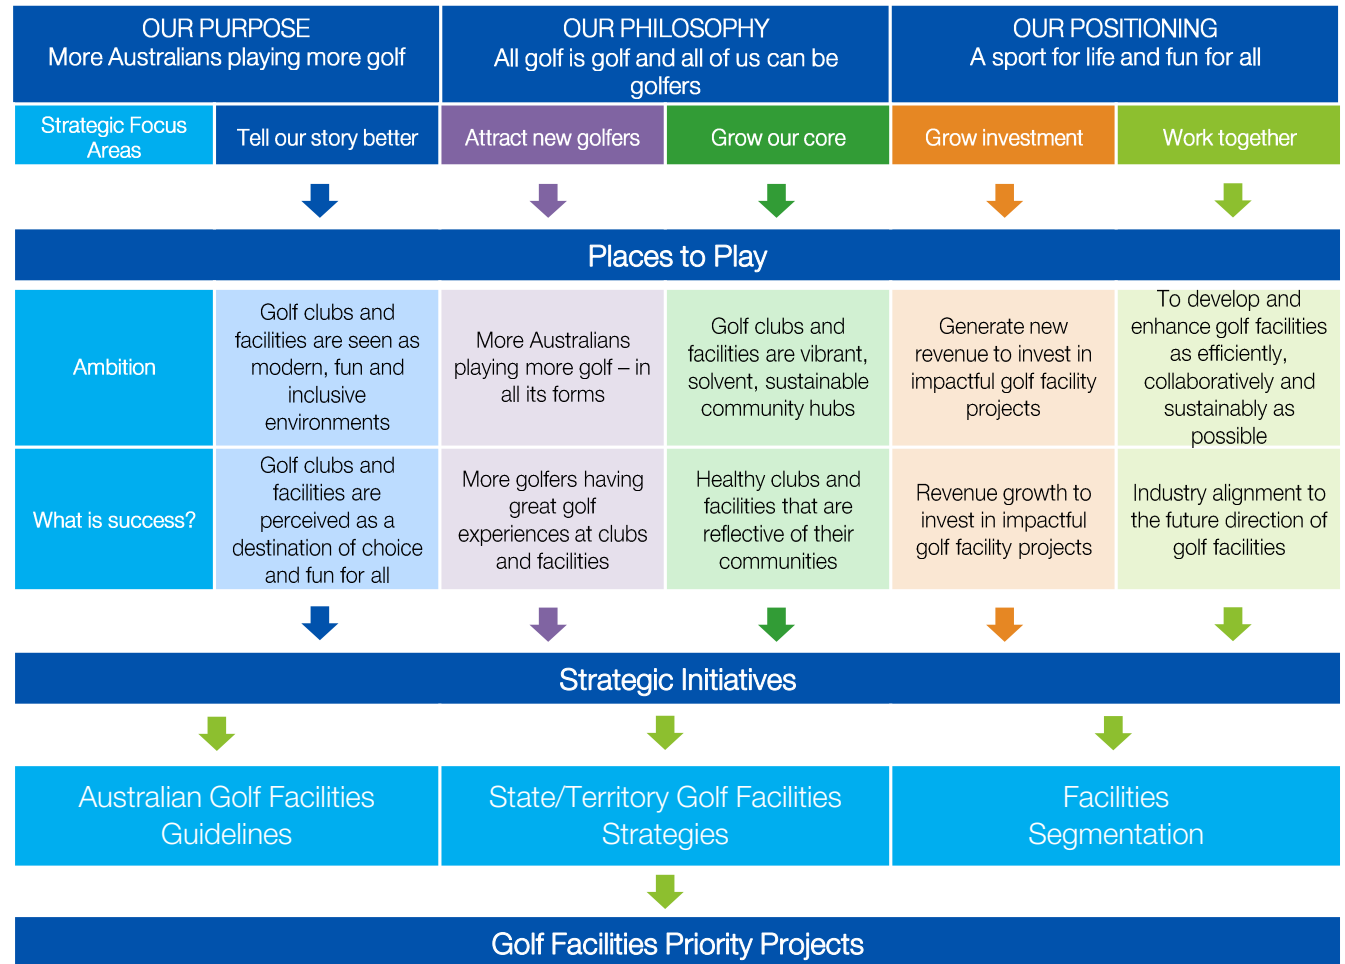 OUR PURPOSE
More Australians playing more golf
OUR PHILOSOPHY
All golf is golf and all of us can be
golfers
OUR POSITIONING
A sport for life and fun for all
Strategic Focus
Areas
Tell our story better
Attract new golfers
Grow our core
Grow investment
Work together
Places to Play
Ambition
Golf clubs and
facilities are seen as
modern, fun and
inclusive
environments
More Australians
playing more golf – in
all its forms
Golf clubs and
facilities are vibrant,
solvent, sustainable
community hubs
Generate new
revenue to invest in
impactful golf facility
projects
To develop and
enhance golf facilities
as efficiently,
collaboratively and
sustainably as
possible
What is success?
Golf clubs and
facilities are
perceived as a
destination of choice
and fun for all
More golfers having
great golf
experiences at clubs
and facilities
Healthy clubs and
facilities that are
reflective of their
communities
Revenue growth to
invest in impactful
golf facility projects
Industry alignment to
the future direction of
golf facilities
Strategic Initiatives
Australian Golf Facilities
Guidelines
State/Territory Golf Facilities
Strategies
Facilities
Segmentation
Golf Facilities Priority Projects